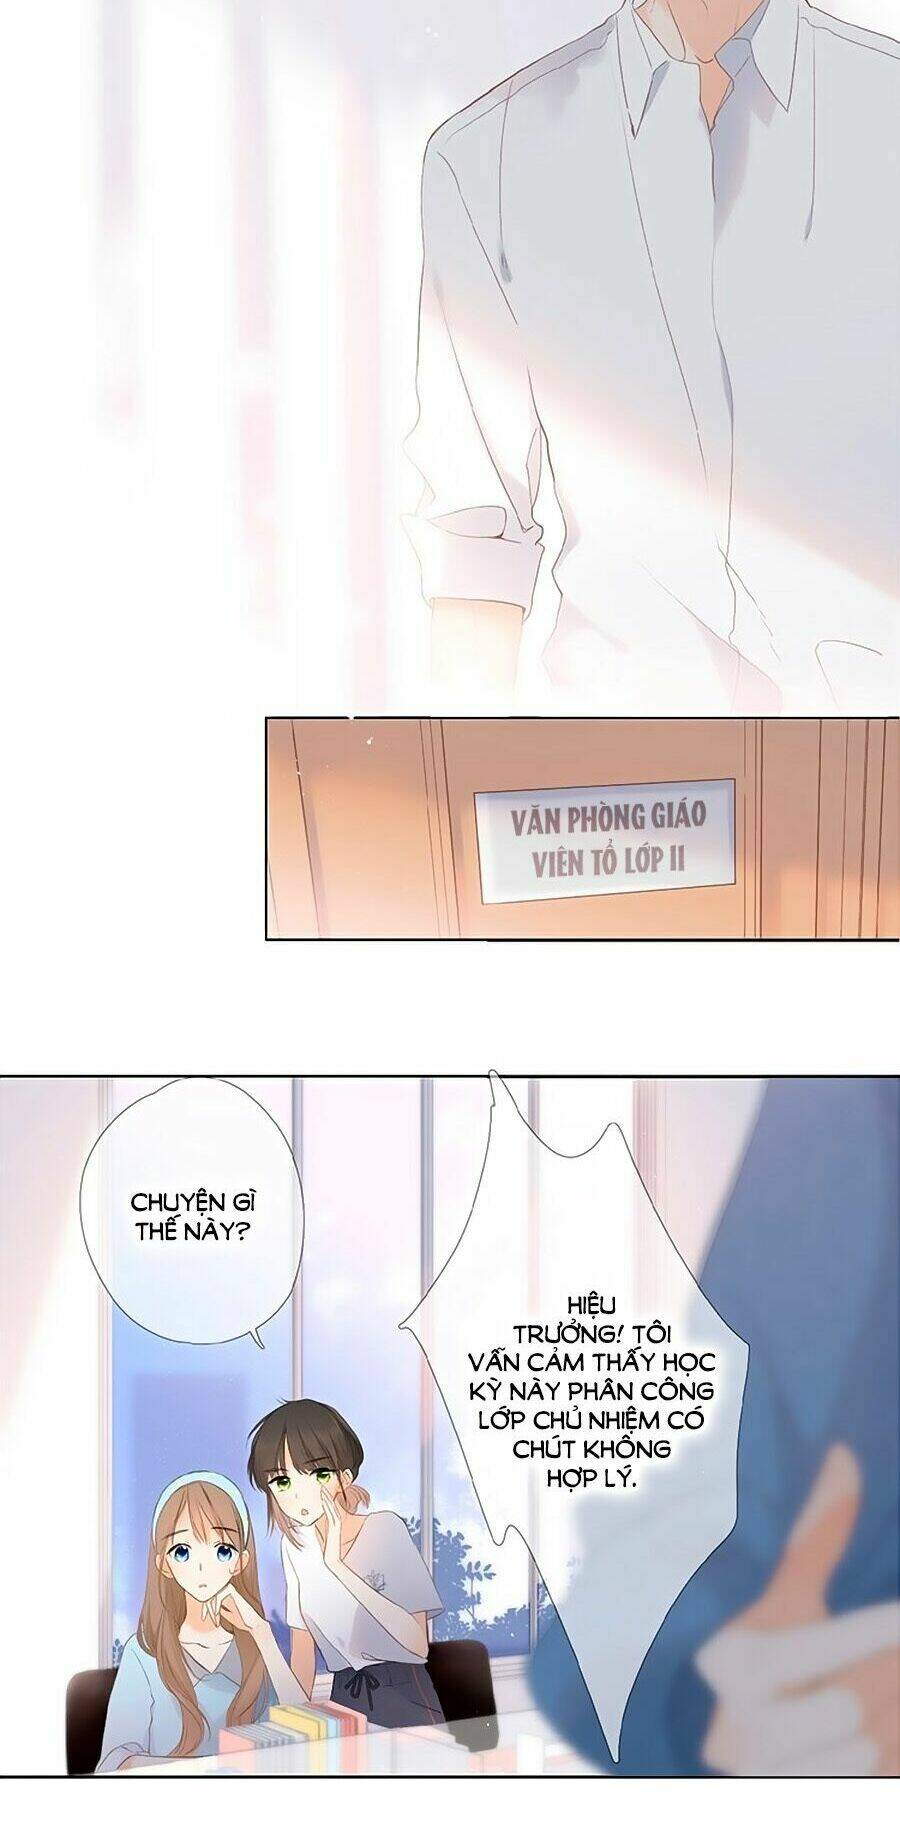 VĂN PHÒNG GIÁO
VIÊN TỔ LỚP 11
CHUYỆN GÌ
THẾ NÀY?
HIỆU
TRƯỞNG! TÔI
VẪN CẢM THẤY HỌC
KỲ NÀY PHÂN CÔNG
LỚP CHỦ NHIỆM CÓ
CHÚT KHÔNG
HỢP LÝ.